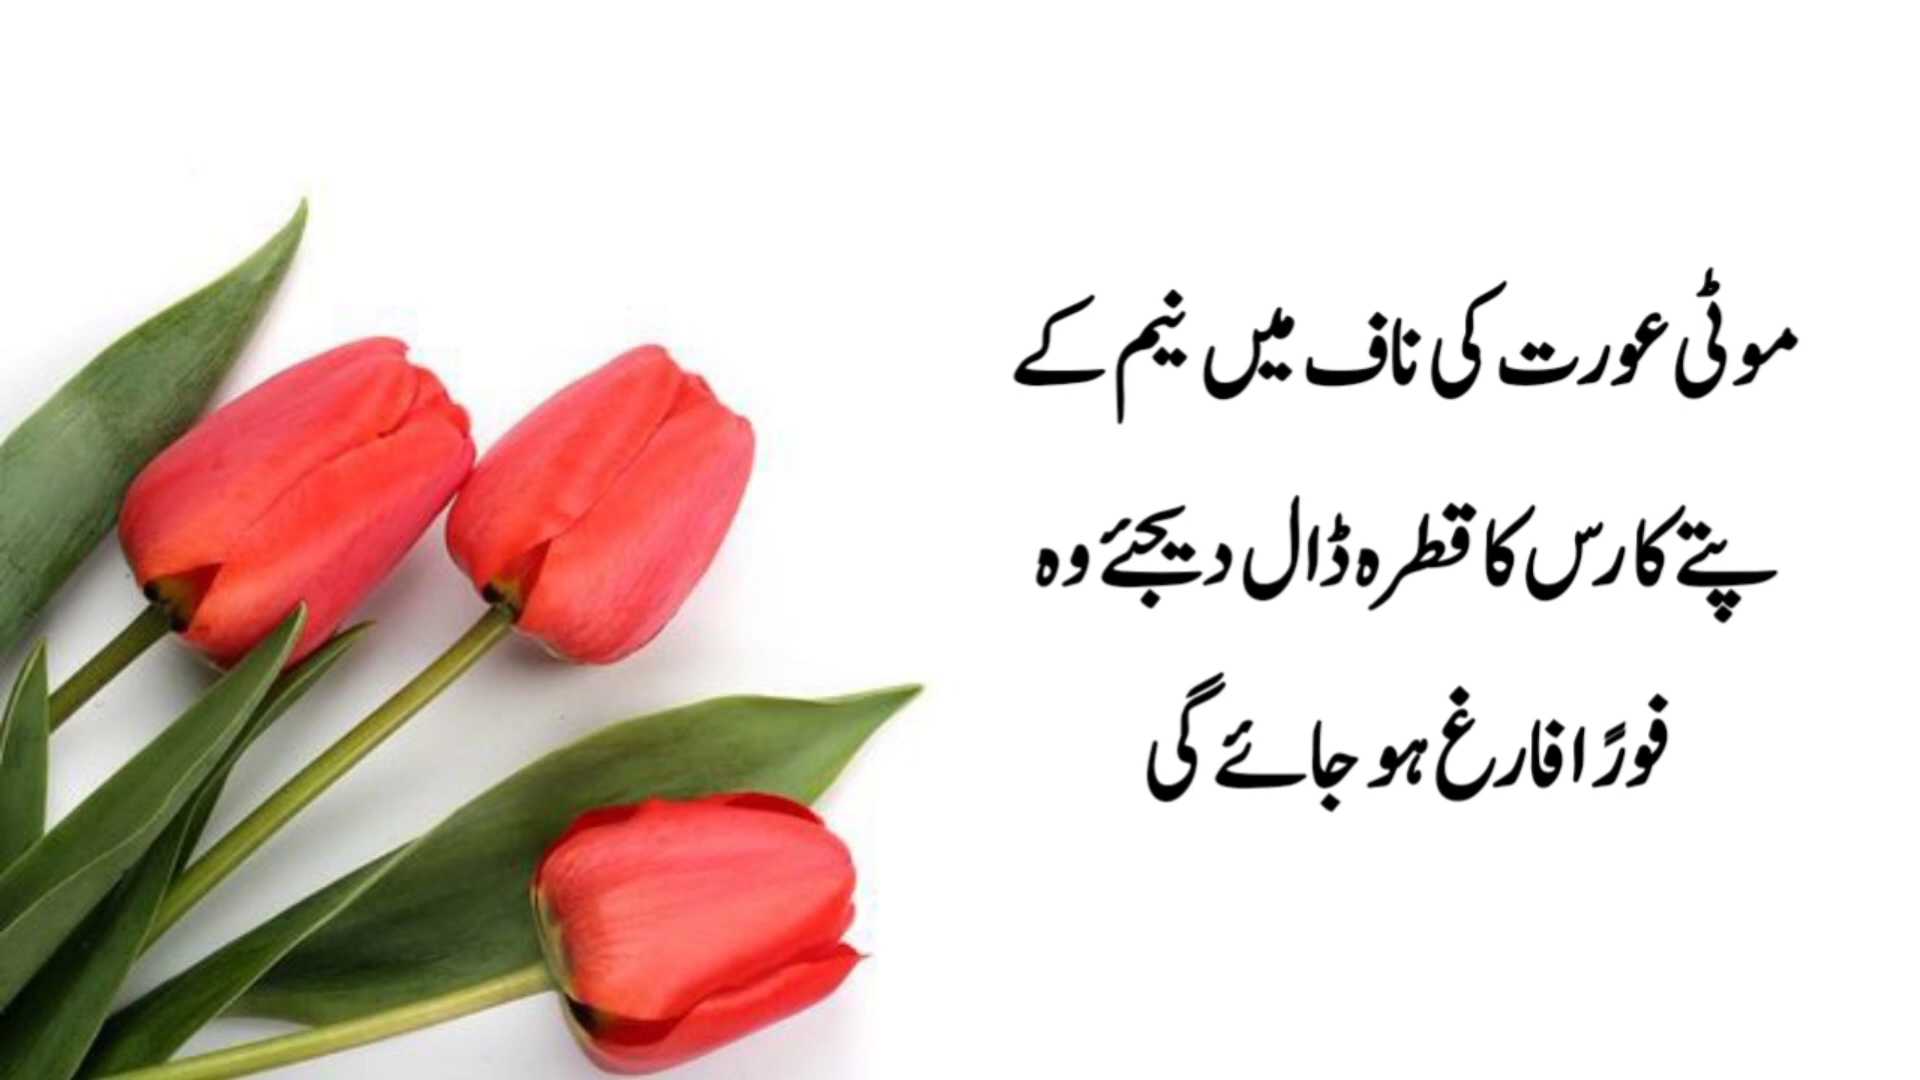 موٹی عورت کی ناف میں نیم کے
پتے کا رس کا قطرہ ڈال دیجئے وہ
فورًا فارغ ہو جائے گی